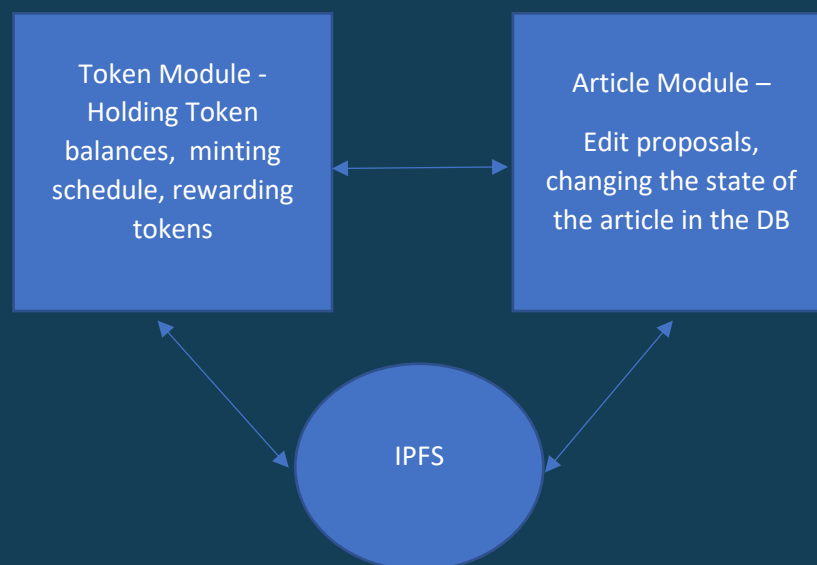 Token Module -
Holding Token
balances,  minting
schedule, rewarding
tokens
Article Module –
Edit proposals,
changing the state of
the article in the DB
IPFS